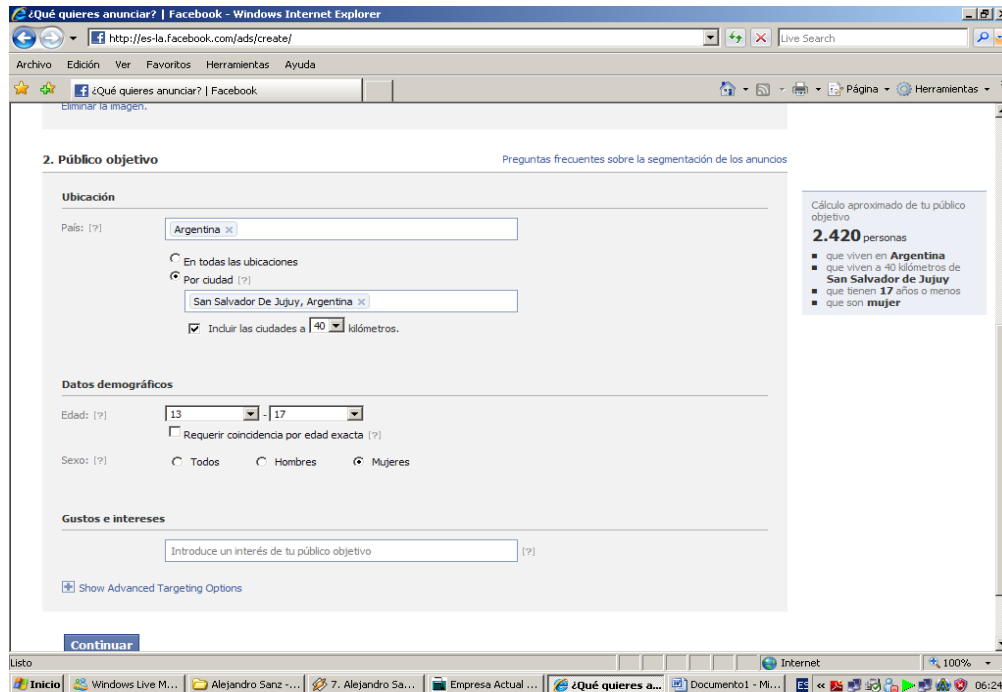 ¿Qué quieres anunciar? | Facebook - Windows Internet Explorer
http://es-la.facebook.com/ads/create/
Live Search
Archivo Edición Ver Favoritos Herramientas Ayuda
¿Qué quieres anunciar? | Facebook
Página Herramientas
Eliminar la imagen.
2. Público objetivo
Preguntas frecuentes sobre la segmentación de los anuncios
Ubicación
País: [?]
Argentina ×
En todas las ubicaciones
Por ciudad [?]
San Salvador De Jujuy, Argentina ×
Incluir las ciudades a 40 kilómetros.
Cálculo aproximado de tu público
objetivo
2.420 personas
que viven en Argentina
que viven a 40 kilómetros de
San Salvador de Jujuy
que tienen 17 años o menos
que son mujer
Datos demográficos
Edad: [?]
13 - 17
Requerir coincidencia por edad exacta [?]
Sexo: [?]
Todos Hombres Mujeres
Gustos e intereses
Introduce un interés de tu público objetivo [?]
Show Advanced Targeting Options
Continuar
Listo
Internet
100%
Inicio
Windows Live M...
Alejandro Sanz -...
7. Alejandro Sa...
Empresa Actual ...
¿Qué quieres a...
Documento1 - Mi...
EE
«